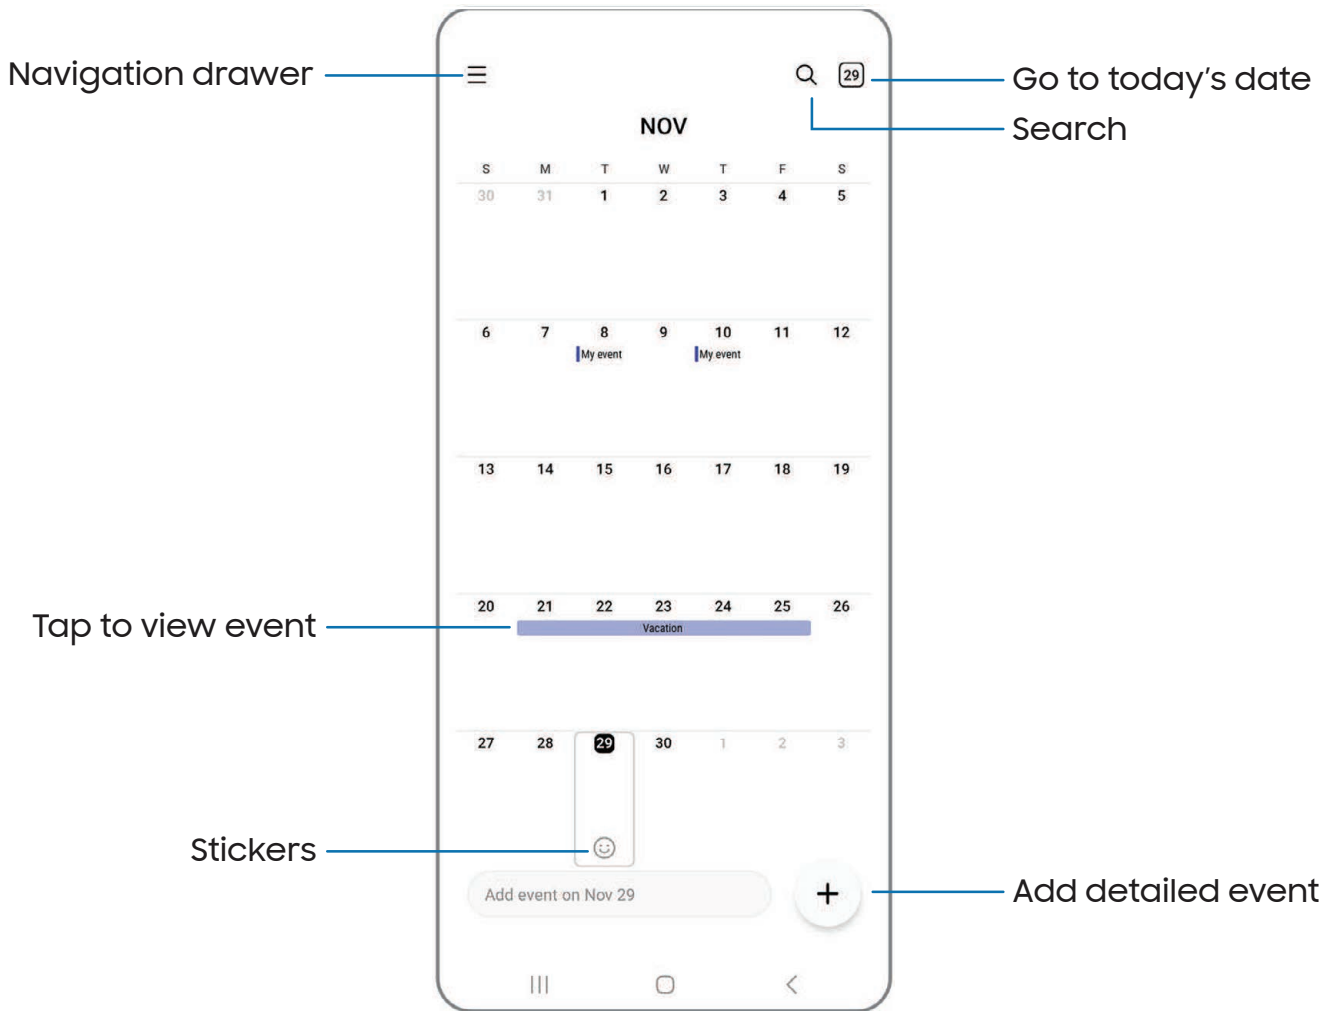 Navigation drawer
29
Go to today's date
Search
NOV
S M T W T F S
30 31 1 2 3 4 5
6 7 8 9 10 11 12
My event My event
13 14 15 16 17 18 19
20 21 22 23 24 25 26
Tap to view event
Vacation
27 28 29 30 1 2 3
Stickers
Add event on Nov 29
+
Add detailed event